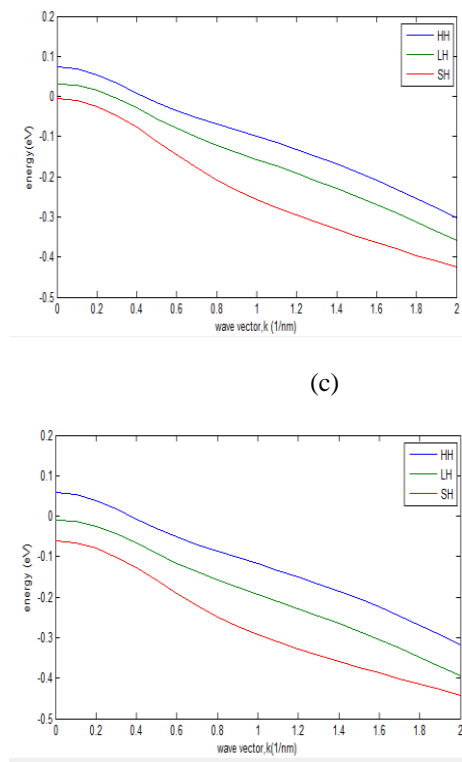 0.2
HH
LH
SH
0.1
0
-0.1
-0.2
-0.3
-0.4
-0.5
energy(eV)
0 0.2 0.4 0.6 0.8 1 1.2 1.4 1.6 1.8 2
wave vector,k (1/nm)
(c)
0.2
HH
LH
SH
0.1
0
-0.1
-0.2
-0.3
-0.4
-0.5
energy (eV)
0 0.2 0.4 0.6 0.8 1 1.2 1.4 1.6 1.8 2
wave vector,k(1/nm)